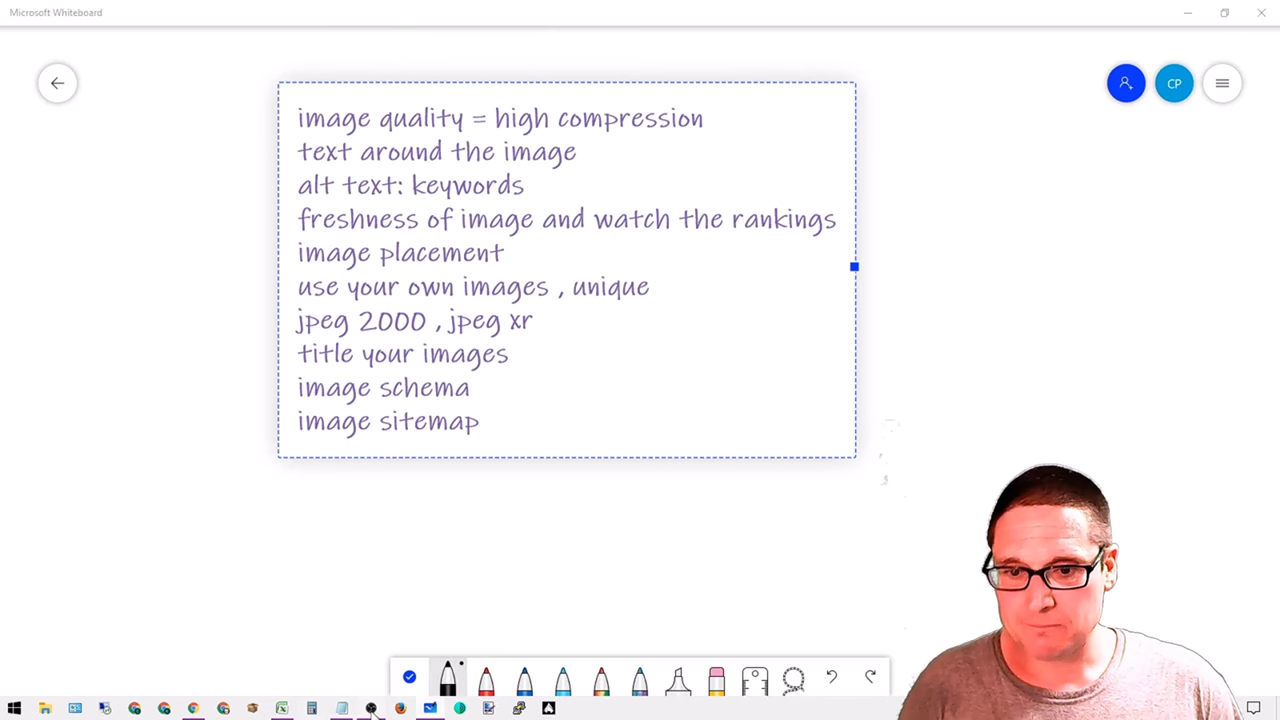 Microsoft Whiteboard
CP
image quality = high compression
text around the image
alt text: keywords
freshness of image and watch the rankings
image placement
use your own images , unique
jpeg 2000 , jpeg xr
title your images
image schema
image sitemap